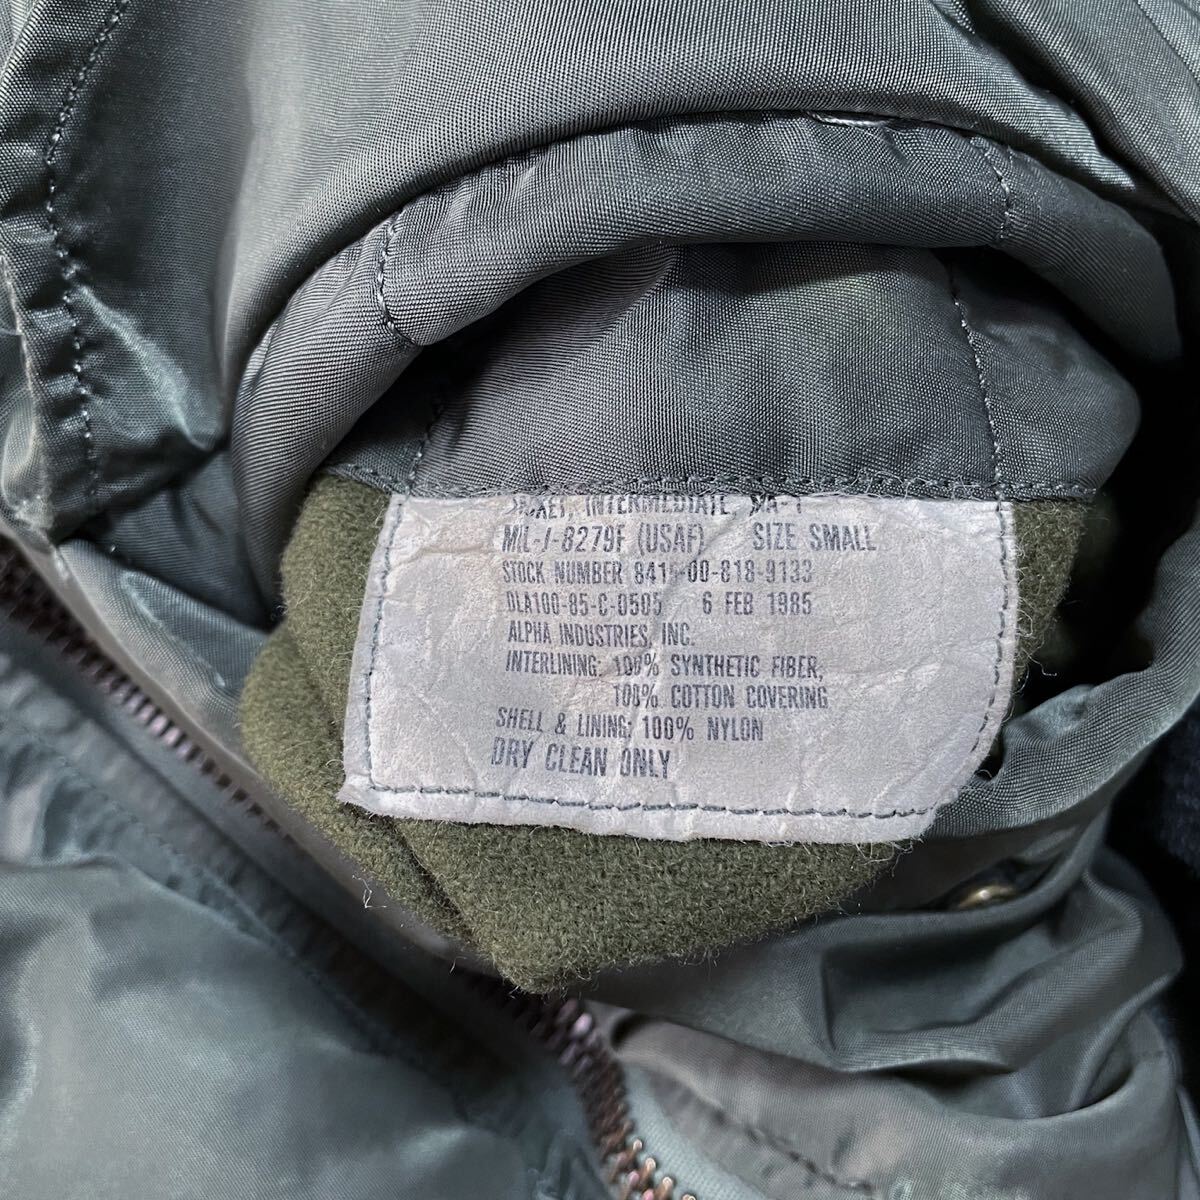 JACKET, INTERMEDIATE, MA-1
MIL-J-8279F (USAF) SIZE SMALL
STOCK NUMBER 8415-00-818-9133
DLA100-85-C-0505 6 FEB 1985
ALPHA INDUSTRIES, INC.
INTERLINING: 100% SYNTHETIC FIBER,
100% COTTON COVERING
SHELL & LINING: 100% NYLON
DRY CLEAN ONLY